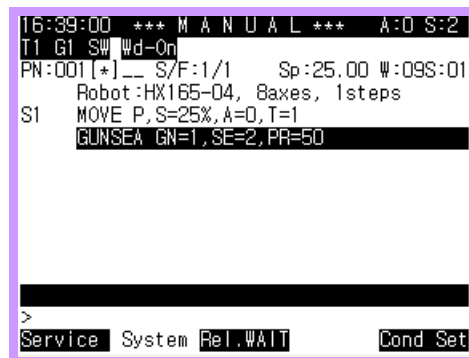 16:39:00 *** M A N U A L *** A:0 S:2
T1 G1 SW Wd-On
PN:001[*]__ S/F:1/1 Sp:25.00 W:09S:01
Robot:HX165-04, 8axes, 1steps
S1 MOVE P,S=25%,A=0,T=1
GUNSEA GN=1,SE=2,PR=50
>
Service System Rel.WAIT Cond Set